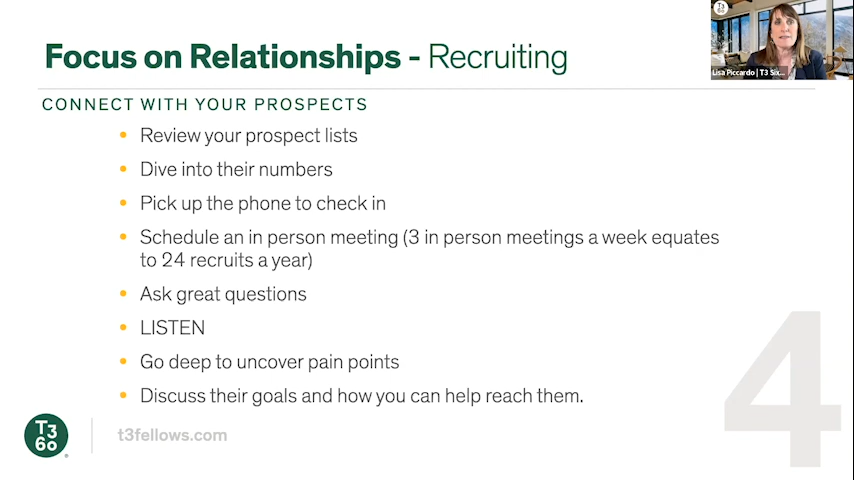 Focus on Relationships - Recruiting
CONNECT WITH YOUR PROSPECTS
• Review your prospect lists
• Dive into their numbers
• Pick up the phone to check in
• Schedule an in person meeting (3 in person meetings a week equates
to 24 recruits a year)
• Ask great questions
• LISTEN
• Go deep to uncover pain points
• Discuss their goals and how you can help reach them.
4
T3
60
t3fellows.com
T3
60
Lisa Piccardo | T3 Six...